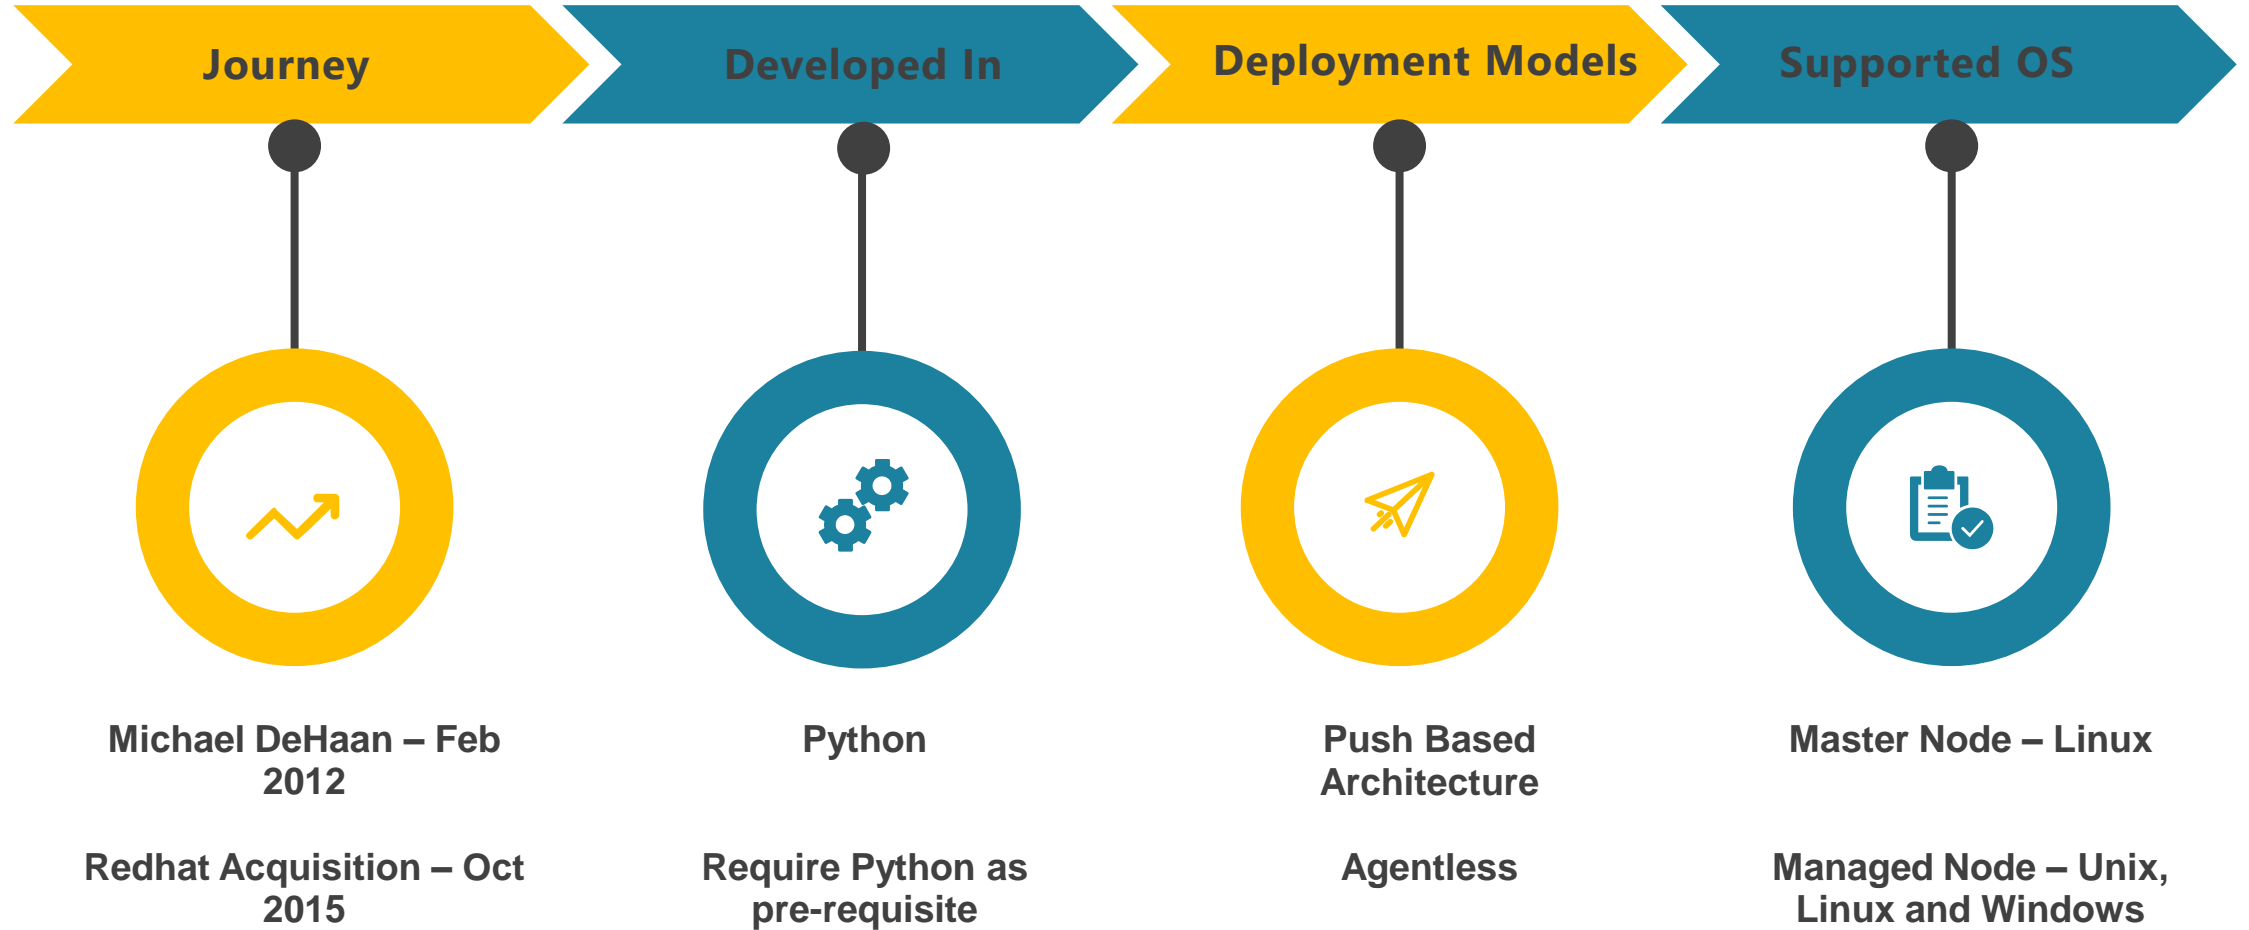 Journey
Developed In
Deployment Models
Supported OS
Michael DeHaan – Feb
2012
Redhat Acquisition – Oct
2015
Python
Require Python as
pre-requisite
Push Based
Architecture
Agentless
Master Node – Linux
Managed Node – Unix,
Linux and Windows